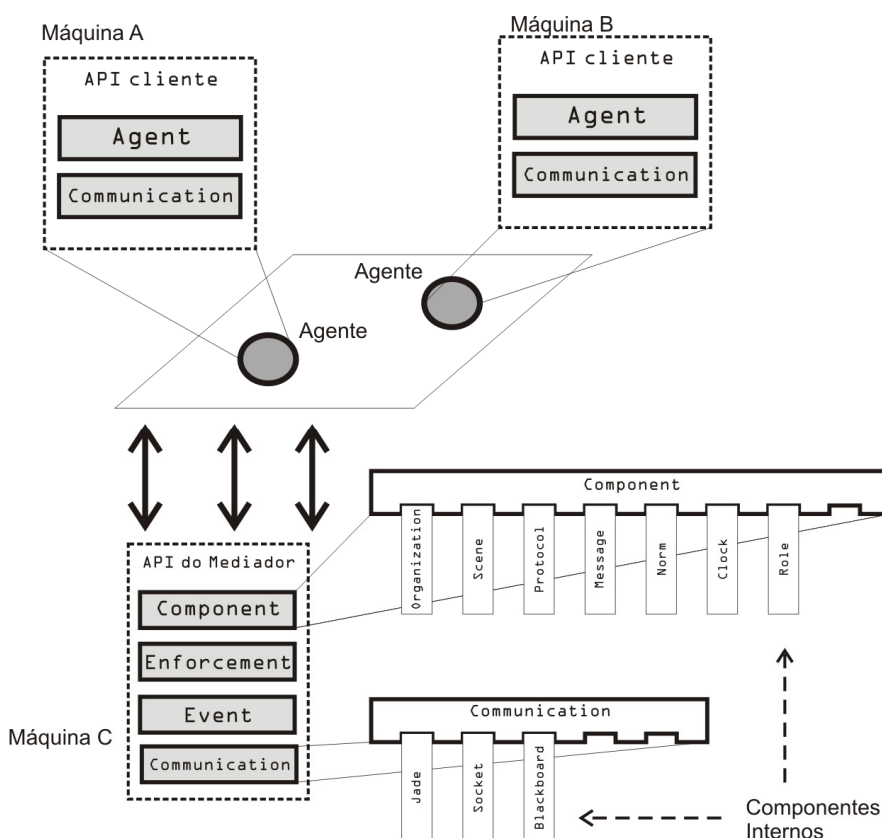 Máquina A
API cliente
Agent
Communication
Máquina B
API cliente
Agent
Communication
Agente
Agente
API do Mediador
Component
Enforcement
Event
Communication
Máquina C
Component
Organization
Scene
Protocol
Message
Norm
Clock
Role
Communication
Jade
Socket
Blackboard
Componentes
Internos